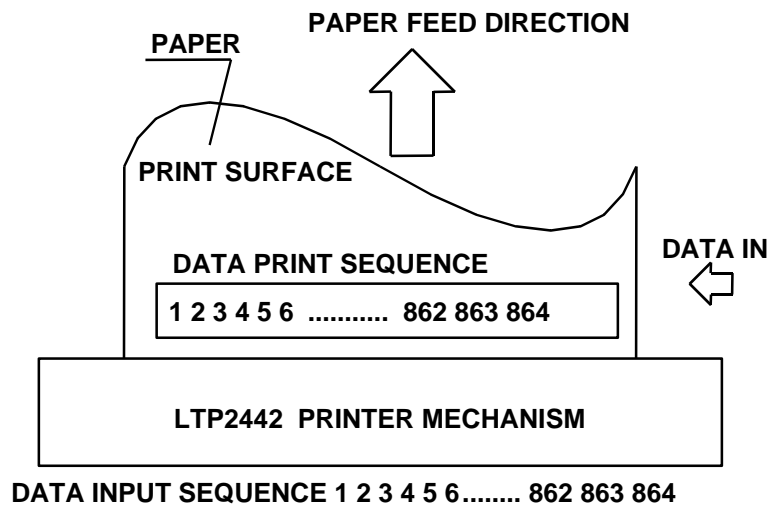 PAPER FEED DIRECTION
PAPER
PRINT SURFACE
DATA IN
DATA PRINT SEQUENCE
1 2 3 4 5 6 ........... 862 863 864
LTP2442 PRINTER MECHANISM
DATA INPUT SEQUENCE 1 2 3 4 5 6........ 862 863 864